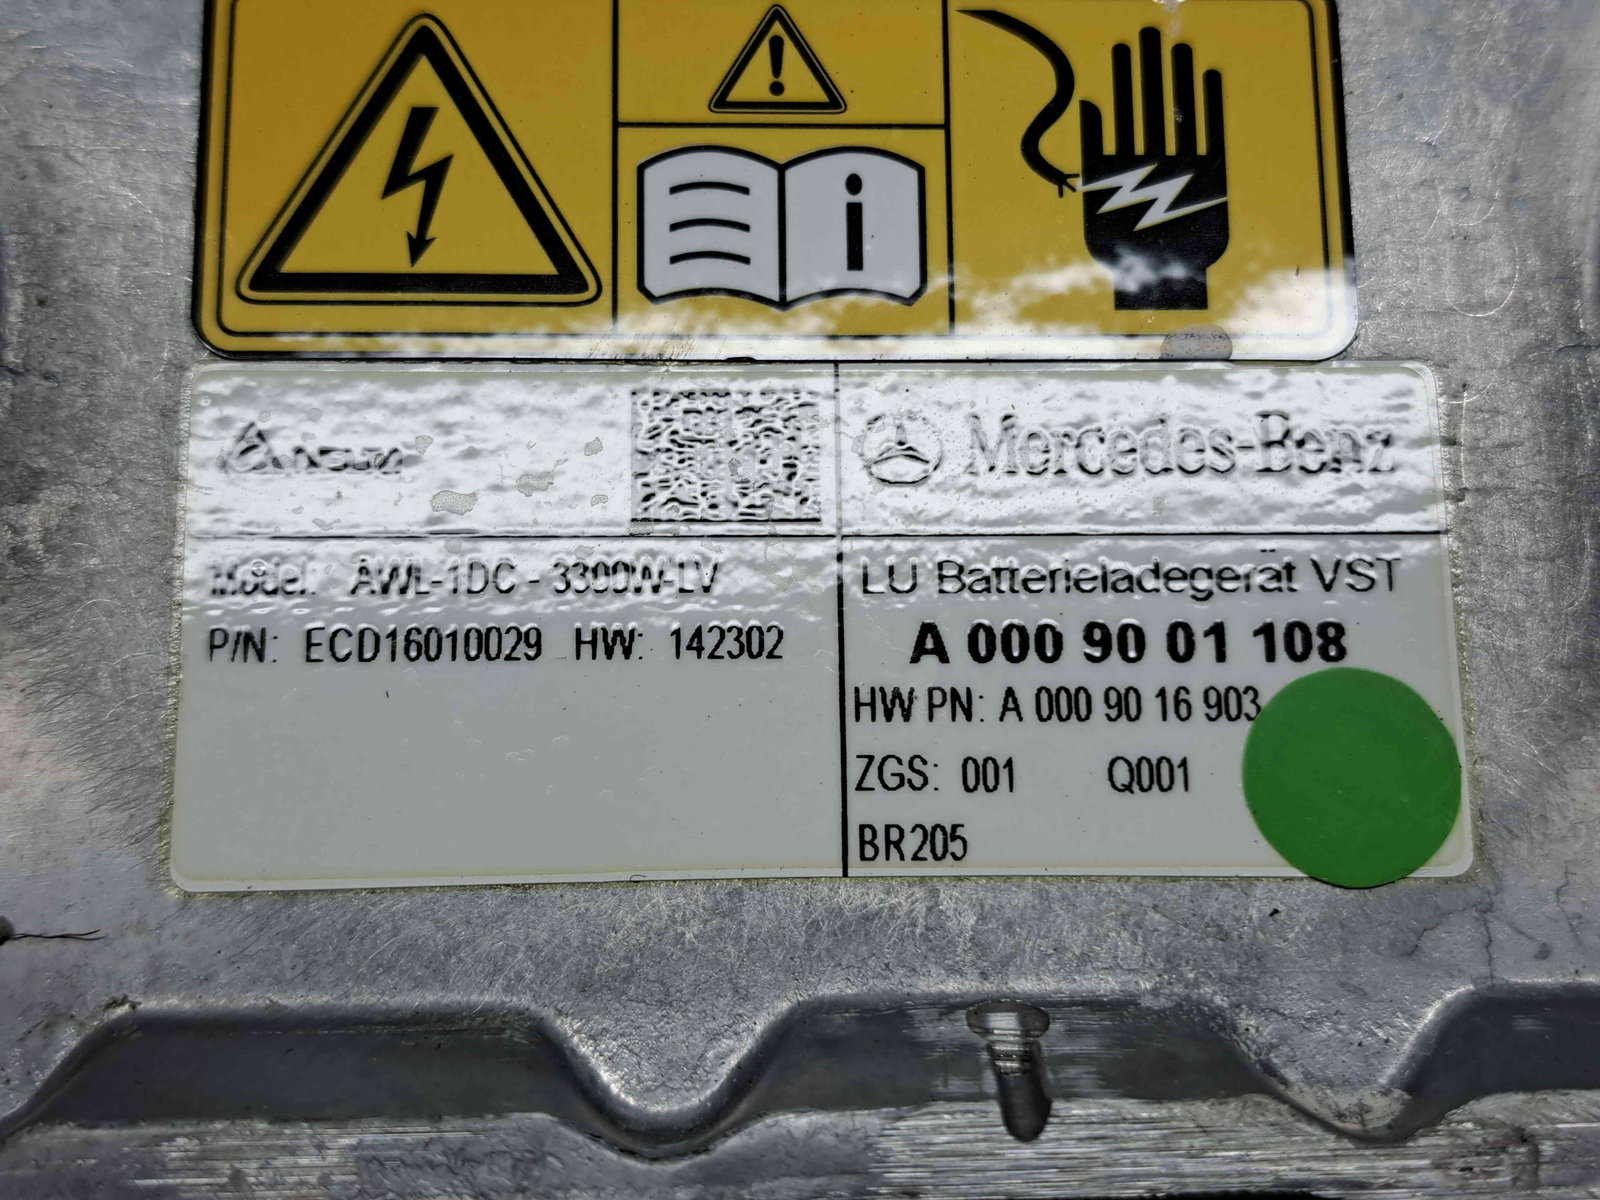 i
DELTA
Mercedes-Benz
Model: AWL-1DC - 3300W-LV
P/N: ECD16010029 HW: 142302
LU Batterieladegerät VST
A 000 90 01 108
HW PN: A 000 90 16 903
ZGS: 001 Q001
BR205